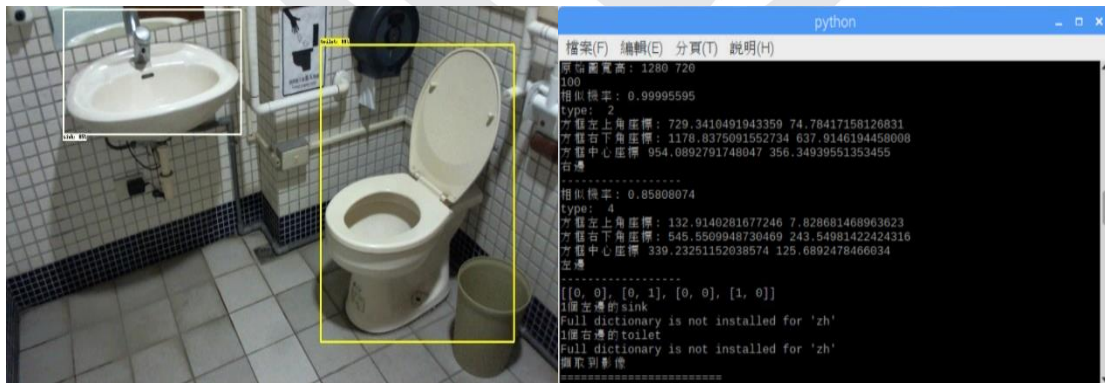 toilet: 99%
sink: 85%
python
檔案(F) 編輯(E) 分頁(T) 說明(H)
原始圖寬高: 1280 720
100
相似機率: 0.99995595
type:  2
方框左上角座標: 729.3410491943359 74.78417158126831
方框右下角座標: 1178.8375091552734 637.9146194458008
方框中心座標 954.0892791748047 356.34939551353455
右邊
------------------
相似機率: 0.85808074
type:  4
方框左上角座標: 132.9140281677246 7.828681468963623
方框右下角座標: 545.5509948730469 243.54981422424316
方框中心座標 339.23251152038574 125.6892478466034
左邊
------------------
[[0, 0], [0, 1], [0, 0], [1, 0]]
1個左邊的sink
Full dictionary is not installed for 'zh'
1個右邊的toilet
Full dictionary is not installed for 'zh'
擷取到影像
========================